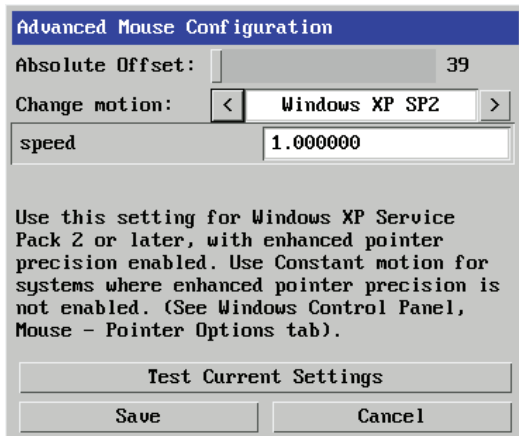 Advanced Mouse Configuration
Absolute Offset: 39
Change motion: < Windows XP SP2 >
speed 1.000000
Use this setting for Windows XP Service
Pack 2 or later, with enhanced pointer
precision enabled. Use Constant motion for
systems where enhanced pointer precision is
not enabled. (See Windows Control Panel,
Mouse - Pointer Options tab).
Test Current Settings
Save Cancel